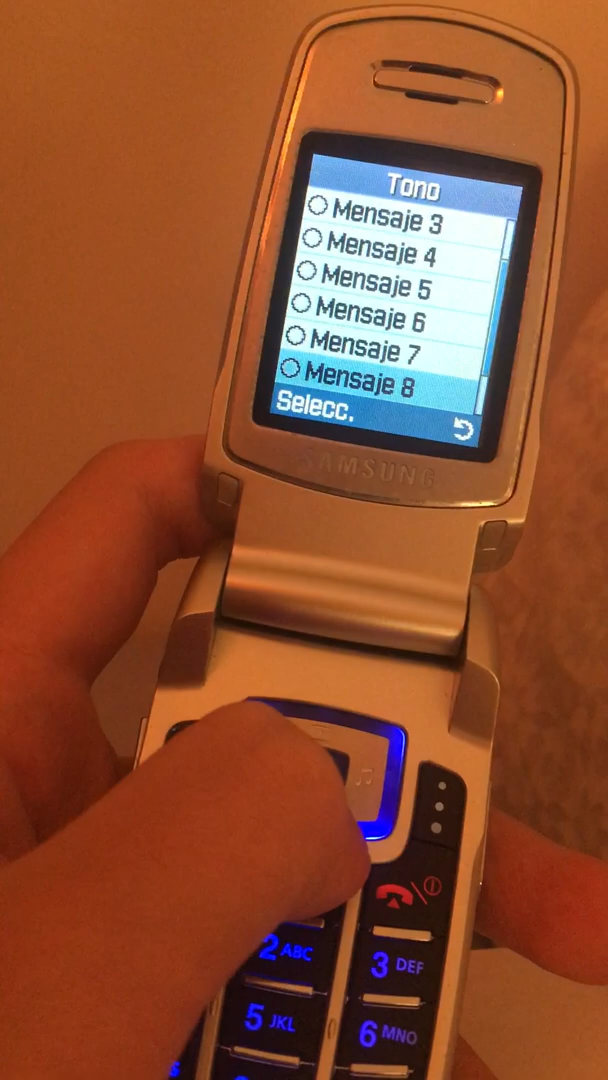 Tono
Mensaje 3
Mensaje 4
Mensaje 5
Mensaje 6
Mensaje 7
Mensaje 8
Selecc.
SAMSUNG
2 ABC
3 DEF
5 JKL
6 MNO